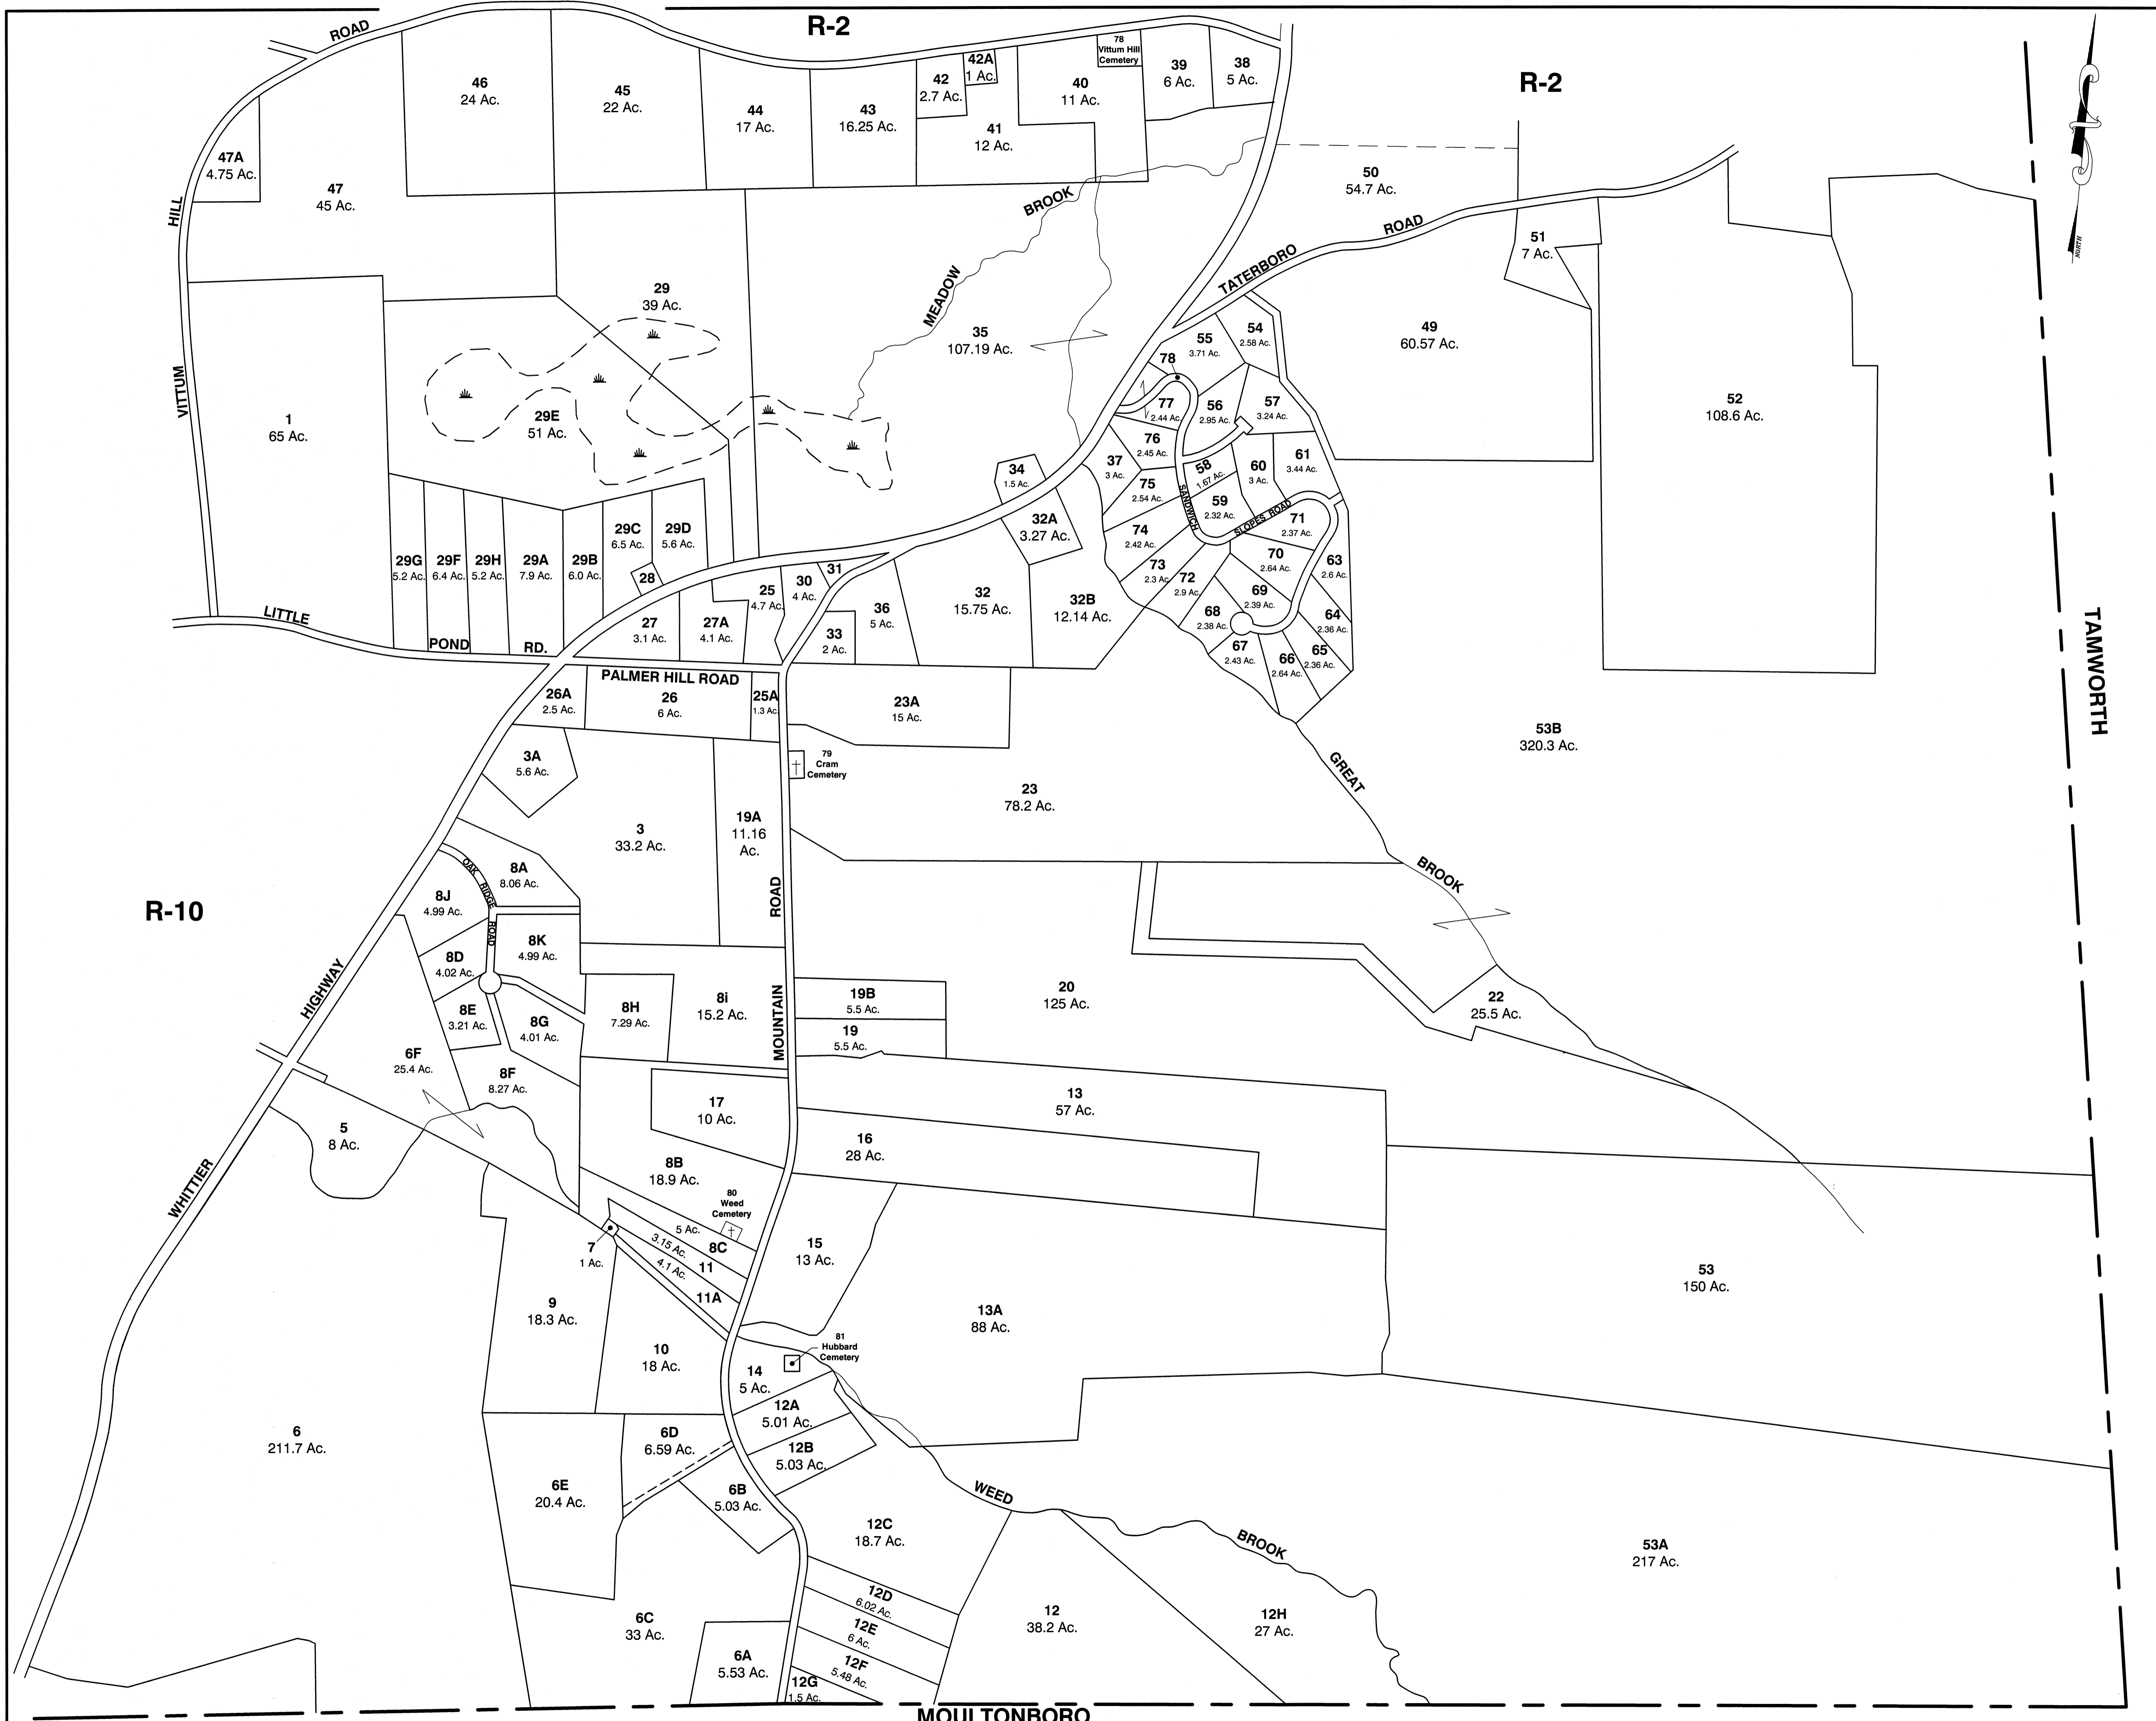 ROAD
R-2
R-2
46
24 Ac.
45
22 Ac.
44
17 Ac.
43
16.25 Ac.
42
2.7 Ac.
42A
1 Ac.
41
12 Ac.
40
11 Ac.
78
Vittum Hill
Cemetery
39
6 Ac.
38
5 Ac.
47A
4.75 Ac.
47
45 Ac.
HILL
VITTUM
50
54.7 Ac.
51
7 Ac.
TATERBORO
ROAD
NORTH
MEADOW
BROOK
29
39 Ac.
35
107.19 Ac.
49
60.57 Ac.
52
108.6 Ac.
1
65 Ac.
29E
51 Ac.
55
3.71 Ac.
54
2.58 Ac.
78
77
2.44 Ac.
56
2.95 Ac.
57
3.24 Ac.
76
2.45 Ac.
37
3 Ac.
75
2.54 Ac.
58
1.67 Ac.
60
3 Ac.
61
3.44 Ac.
59
2.32 Ac.
SANDWICH
SLOPES ROAD
74
2.42 Ac.
71
2.37 Ac.
73
2.3 Ac.
72
2.9 Ac.
70
2.64 Ac.
63
2.6 Ac.
69
2.39 Ac.
68
2.38 Ac.
64
2.36 Ac.
67
2.43 Ac.
66
2.64 Ac.
65
2.36 Ac.
34
1.5 Ac.
32A
3.27 Ac.
29G
5.2 Ac.
29F
6.4 Ac.
29H
5.2 Ac.
29A
7.9 Ac.
29B
6.0 Ac.
29C
6.5 Ac.
29D
5.6 Ac.
28
25
4.7 Ac.
30
4 Ac.
31
36
5 Ac.
32
15.75 Ac.
32B
12.14 Ac.
27
3.1 Ac.
27A
4.1 Ac.
33
2 Ac.
LITTLE
POND
RD.
PALMER HILL ROAD
26A
2.5 Ac.
26
6 Ac.
25A
1.3 Ac.
23A
15 Ac.
TAMWORTH
53B
320.3 Ac.
3A
5.6 Ac.
79
Cram
Cemetery
GREAT
BROOK
23
78.2 Ac.
3
33.2 Ac.
19A
11.16
Ac.
R-10
OAK
RIDGE
ROAD
8A
8.06 Ac.
8J
4.99 Ac.
8K
4.99 Ac.
8D
4.02 Ac.
8E
3.21 Ac.
8G
4.01 Ac.
8H
7.29 Ac.
8i
15.2 Ac.
ROAD
MOUNTAIN
19B
5.5 Ac.
19
5.5 Ac.
20
125 Ac.
22
25.5 Ac.
HIGHWAY
WHITTIER
6F
25.4 Ac.
8F
8.27 Ac.
5
8 Ac.
17
10 Ac.
13
57 Ac.
16
28 Ac.
8B
18.9 Ac.
80
Weed
Cemetery
7
1 Ac.
5 Ac.
8C
3.15 Ac.
11
4.1 Ac.
11A
15
13 Ac.
53
150 Ac.
9
18.3 Ac.
13A
88 Ac.
10
18 Ac.
81
Hubbard
Cemetery
14
5 Ac.
12A
5.01 Ac.
12B
5.03 Ac.
6
211.7 Ac.
6D
6.59 Ac.
6E
20.4 Ac.
6B
5.03 Ac.
WEED
BROOK
12C
18.7 Ac.
53A
217 Ac.
12D
6.02 Ac.
12E
6 Ac.
12F
5.48 Ac.
12G
1.5 Ac.
12
38.2 Ac.
12H
27 Ac.
6C
33 Ac.
6A
5.53 Ac.
MOULTONBORO